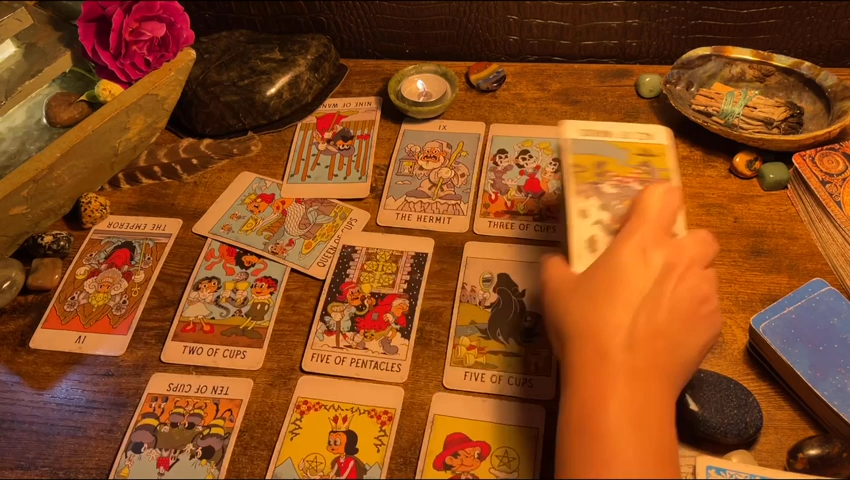 NINE OF WAN
IX
THE HERMIT
THREE OF CUPS
QUEEN OF CUPS
THE EMPEROR
IV
TWO OF CUPS
FIVE OF PENTACLES
FIVE OF CUPS
TEN OF CUPS